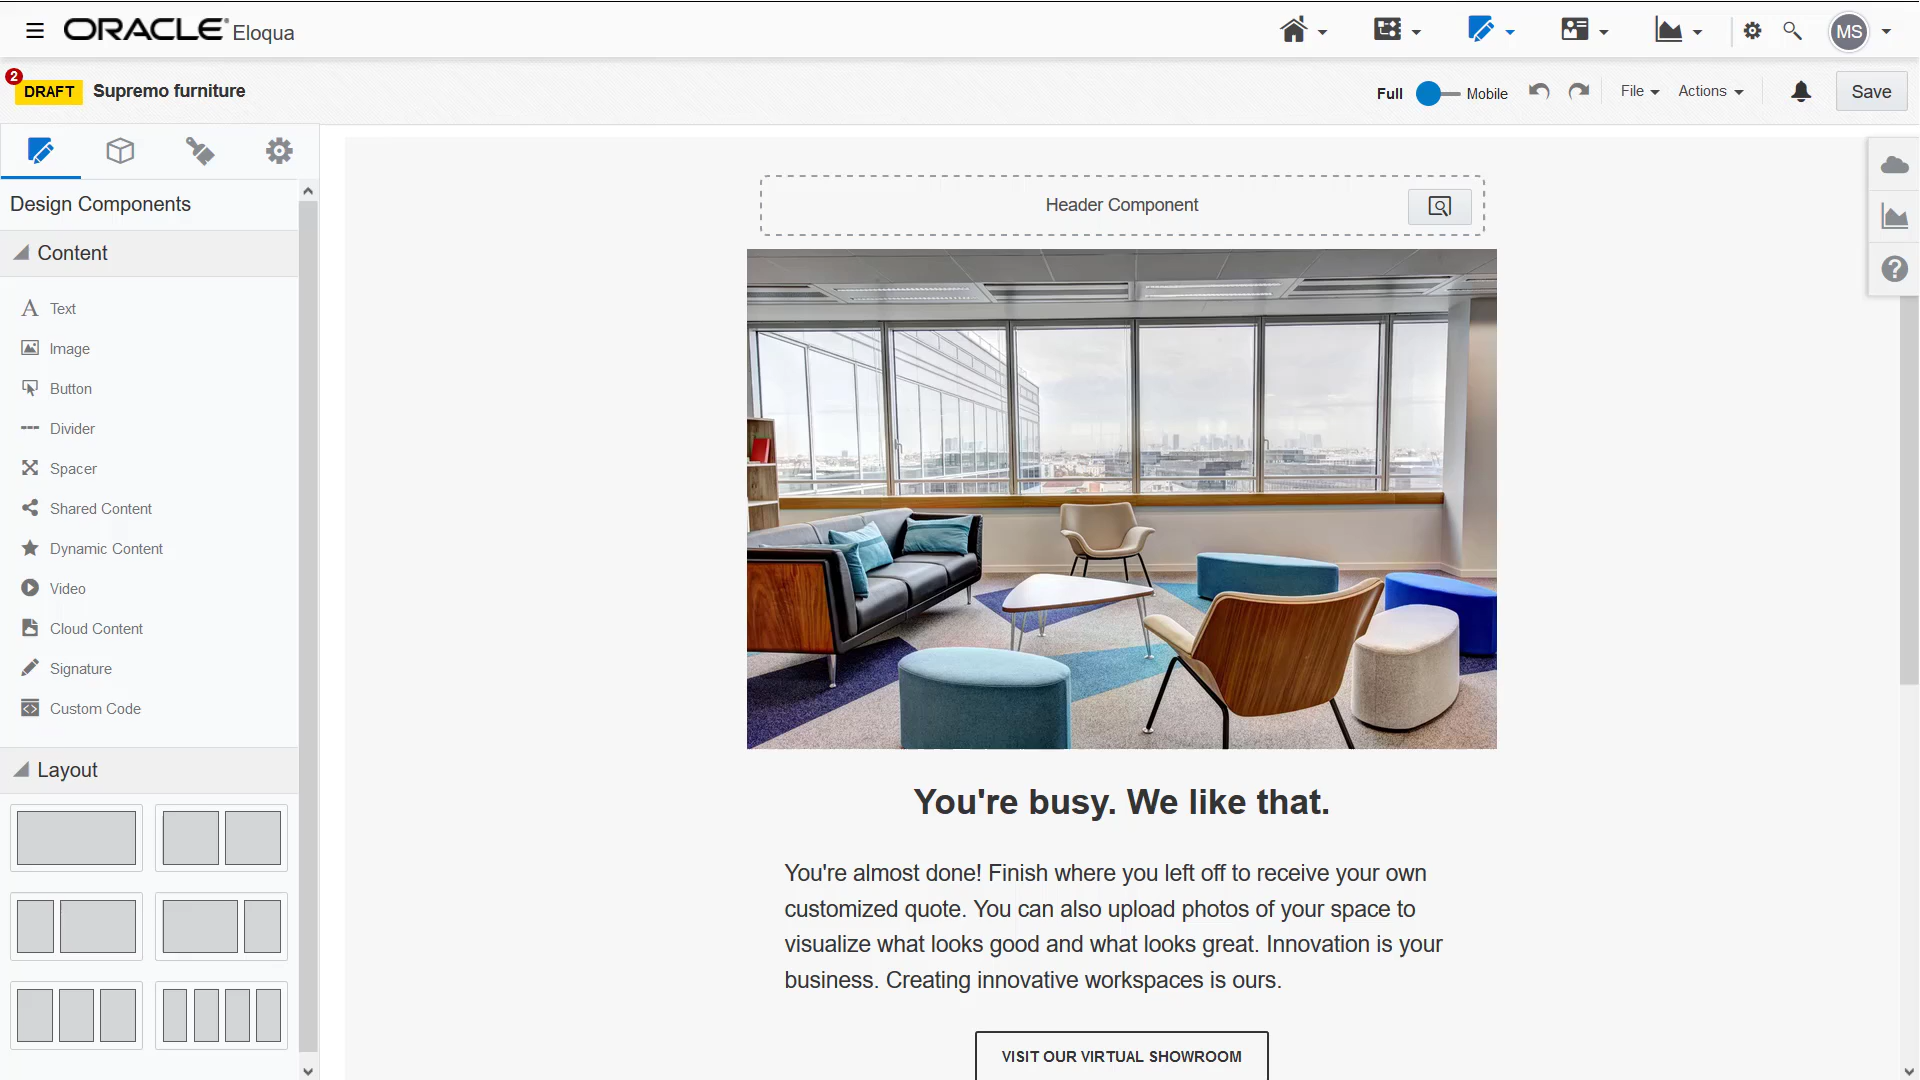 ORACLE Eloqua
MS
2
DRAFT
Supremo furniture
Full
Mobile
File
Actions
Save
Design Components
Content
Text
Image
Button
Divider
Spacer
Shared Content
Dynamic Content
Video
Cloud Content
Signature
Custom Code
Layout
Header Component
You're busy. We like that.
You're almost done! Finish where you left off to receive your own
customized quote. You can also upload photos of your space to
visualize what looks good and what looks great. Innovation is your
business. Creating innovative workspaces is ours.
VISIT OUR VIRTUAL SHOWROOM